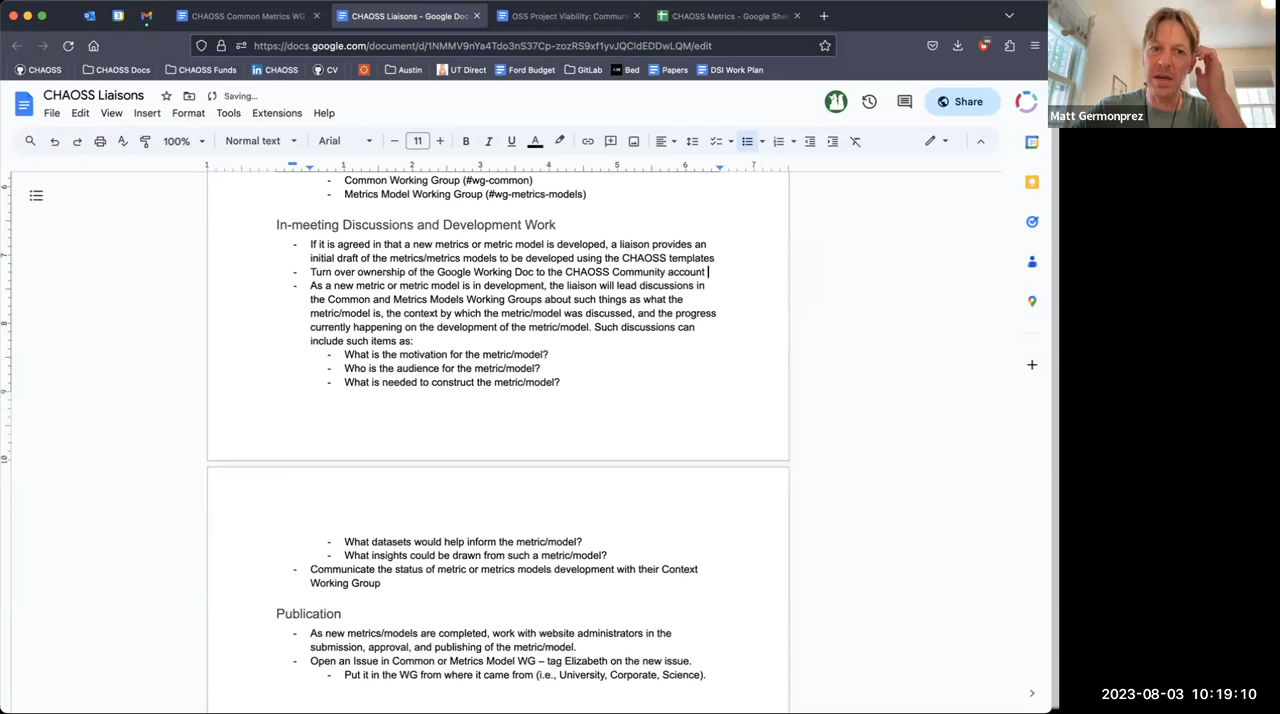 CHAOSS Common Metrics WG
CHAOSS Liaisons - Google Doc
OSS Project Viability: Commun
CHAOSS Metrics - Google She
https://docs.google.com/document/d/1NMMV9nYa4Tdo3nS37Cp-zozRS9xf1yvJQCldEDDwLQM/edit
CHAOSS
CHAOSS Docs
CHAOSS Funds
CHAOSS
CV
Austin
UT Direct
Ford Budget
GitLab
Bed
Papers
DSI Work Plan
Matt Germonprez
CHAOSS Liaisons
Saving...
File Edit View Insert Format Tools Extensions Help
Share
100% Normal text Arial 11
1 1 2 3 4 5 6 7
- Common Working Group (#wg-common)
- Metrics Model Working Group (#wg-metrics-models)
In-meeting Discussions and Development Work
- If it is agreed in that a new metrics or metric model is developed, a liaison provides an
initial draft of the metrics/metrics models to be developed using the CHAOSS templates
- Turn over ownership of the Google Working Doc to the CHAOSS Community account
- As a new metric or metric model is in development, the liaison will lead discussions in
the Common and Metrics Models Working Groups about such things as what the
metric/model is, the context by which the metric/model was discussed, and the progress
currently happening on the development of the metric/model. Such discussions can
include such items as:
- What is the motivation for the metric/model?
- Who is the audience for the metric/model?
- What is needed to construct the metric/model?
- What datasets would help inform the metric/model?
- What insights could be drawn from such a metric/model?
- Communicate the status of metric or metrics models development with their Context
Working Group
Publication
- As new metrics/models are completed, work with website administrators in the
submission, approval, and publishing of the metric/model.
- Open an Issue in Common or Metrics Model WG – tag Elizabeth on the new issue.
- Put it in the WG from where it came from (i.e., University, Corporate, Science).
2023-08-03 10:19:10